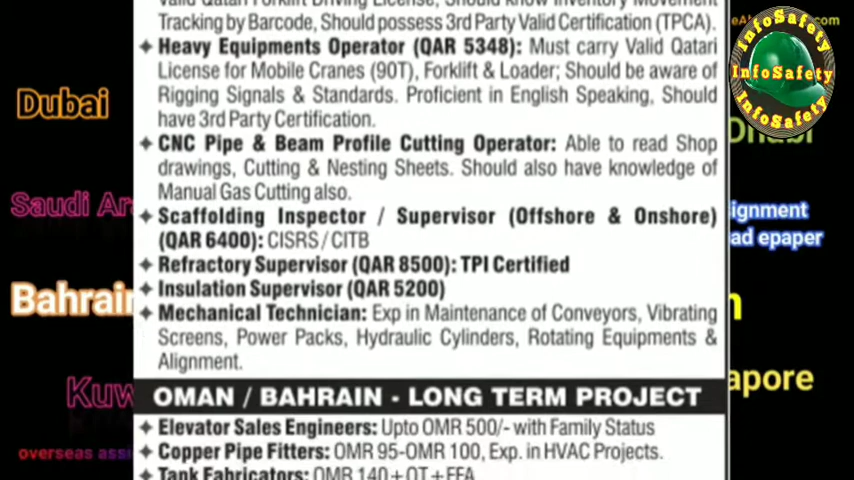 Valid Qatari Forklift Driving License, Should know Inventory Movement
Tracking by Barcode, Should possess 3rd Party Valid Certification (TPCA).
✦ Heavy Equipments Operator (QAR 5348): Must carry Valid Qatari
License for Mobile Cranes (90T), Forklift & Loader; Should be aware of
Rigging Signals & Standards. Proficient in English Speaking, Should
have 3rd Party Certification.
✦ CNC Pipe & Beam Profile Cutting Operator: Able to read Shop
drawings, Cutting & Nesting Sheets. Should also have knowledge of
Manual Gas Cutting also.
✦ Scaffolding Inspector / Supervisor (Offshore & Onshore)
(QAR 6400): CISRS/CITB
✦ Refractory Supervisor (QAR 8500): TPI Certified
✦ Insulation Supervisor (QAR 5200)
✦ Mechanical Technician: Exp in Maintenance of Conveyors, Vibrating
Screens, Power Packs, Hydraulic Cylinders, Rotating Equipments &
Alignment.
OMAN / BAHRAIN - LONG TERM PROJECT
✦ Elevator Sales Engineers: Upto OMR 500/- with Family Status
✦ Copper Pipe Fitters: OMR 95-OMR 100, Exp. in HVAC Projects.
✦ Tank Fabricators: OMR 140+OT+FFA
Dubai
Saudi Ar
Bahrain
Kuw
overseas assi
InfoSafety
InfoSafety
InfoSafety
.com
Dhabi
ignment
ad epaper
n
apore